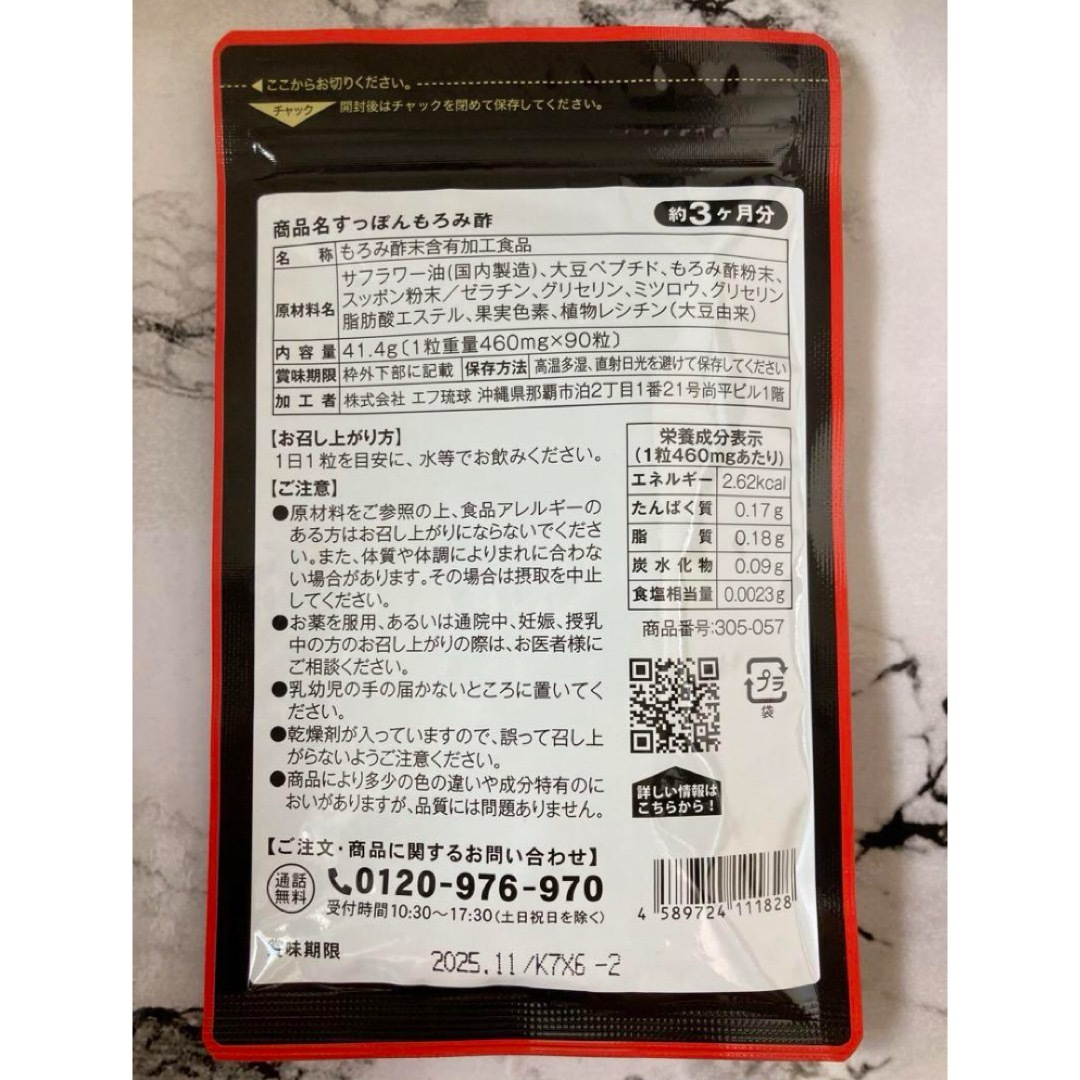 ここからお切りください。
チャック 開封後はチャックを閉めて保存してください。
商品名すっぽんもろみ酢 約3ヶ月分
名称 もろみ酢末含有加工食品
原材料名 サフラワー油(国内製造)、大豆ペプチド、もろみ酢粉末、
スッポン粉末／ゼラチン、グリセリン、ミツロウ、グリセリン
脂肪酸エステル、果実色素、植物レシチン(大豆由来)
内容量 41.4g(1粒重量460mg×90粒)
賞味期限 枠外下部に記載 保存方法 高温多湿、直射日光を避けて保存してください
加工者 株式会社 エフ琉球 沖縄県那覇市泊2丁目1番21号尚平ビル1階
【お召し上がり方】
1日1粒を目安に、水等でお飲みください。
【ご注意】
●原材料をご参照の上、食品アレルギーの
ある方はお召し上がりにならないでくださ
い。また、体質や体調によりまれに合わな
い場合があります。その場合は摂取を中止
してください。
●お薬を服用、あるいは通院中、妊娠、授乳
中の方のお召し上がりの際は、お医者様に
ご相談ください。
●乳幼児の手の届かないところに置いてく
ださい。
●乾燥剤が入っていますので、誤って召し上
がらないようご注意ください。
●商品により多少の色の違いや成分特有のに
おいがありますが、品質には問題ありません。
栄養成分表示
(1粒460mgあたり)
エネルギー 2.62kcal
たんぱく質 0.17g
脂質 0.18g
炭水化物 0.09g
食塩相当量 0.0023g
商品番号:305-057
プラ
袋
詳しい情報は
こちらから！
【ご注文・商品に関するお問い合わせ】
通話
無料
0120-976-970
受付時間10:30～17:30(土日祝日を除く)
4 589724 111828
賞味期限 2025.11/K7X6-2